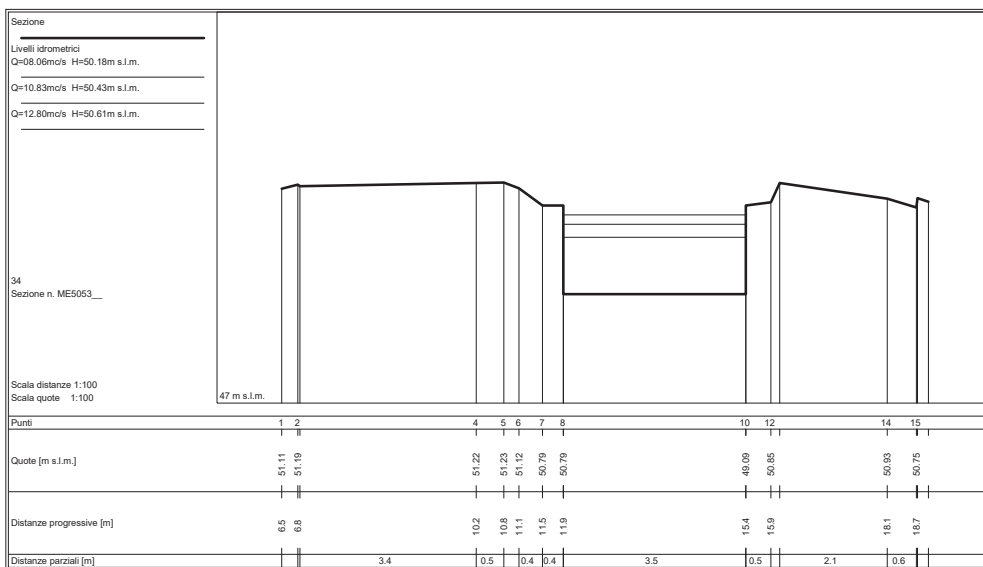 Sezione
Livelli idrometrici
Q=08.06mc/s H=50.18m s.l.m.
Q=10.83mc/s H=50.43m s.l.m.
Q=12.80mc/s H=50.61m s.l.m.
34
Sezione n. ME5053__
Scala distanze 1:100
Scala quote 1:100
47 m s.l.m.
Punti 1 2 4 5 6 7 8 10 12 14 15
Quote [m s.l.m.] 51.11 51.19 51.22 51.23 51.12 50.79 50.79 49.09 50.85 50.93 50.75
Distanze progressive [m] 6.5 6.8 10.2 10.8 11.1 11.5 11.9 15.4 15.9 18.1 18.7
Distanze parziali [m] 3.4 0.5 0.4 0.4 3.5 0.5 2.1 0.6